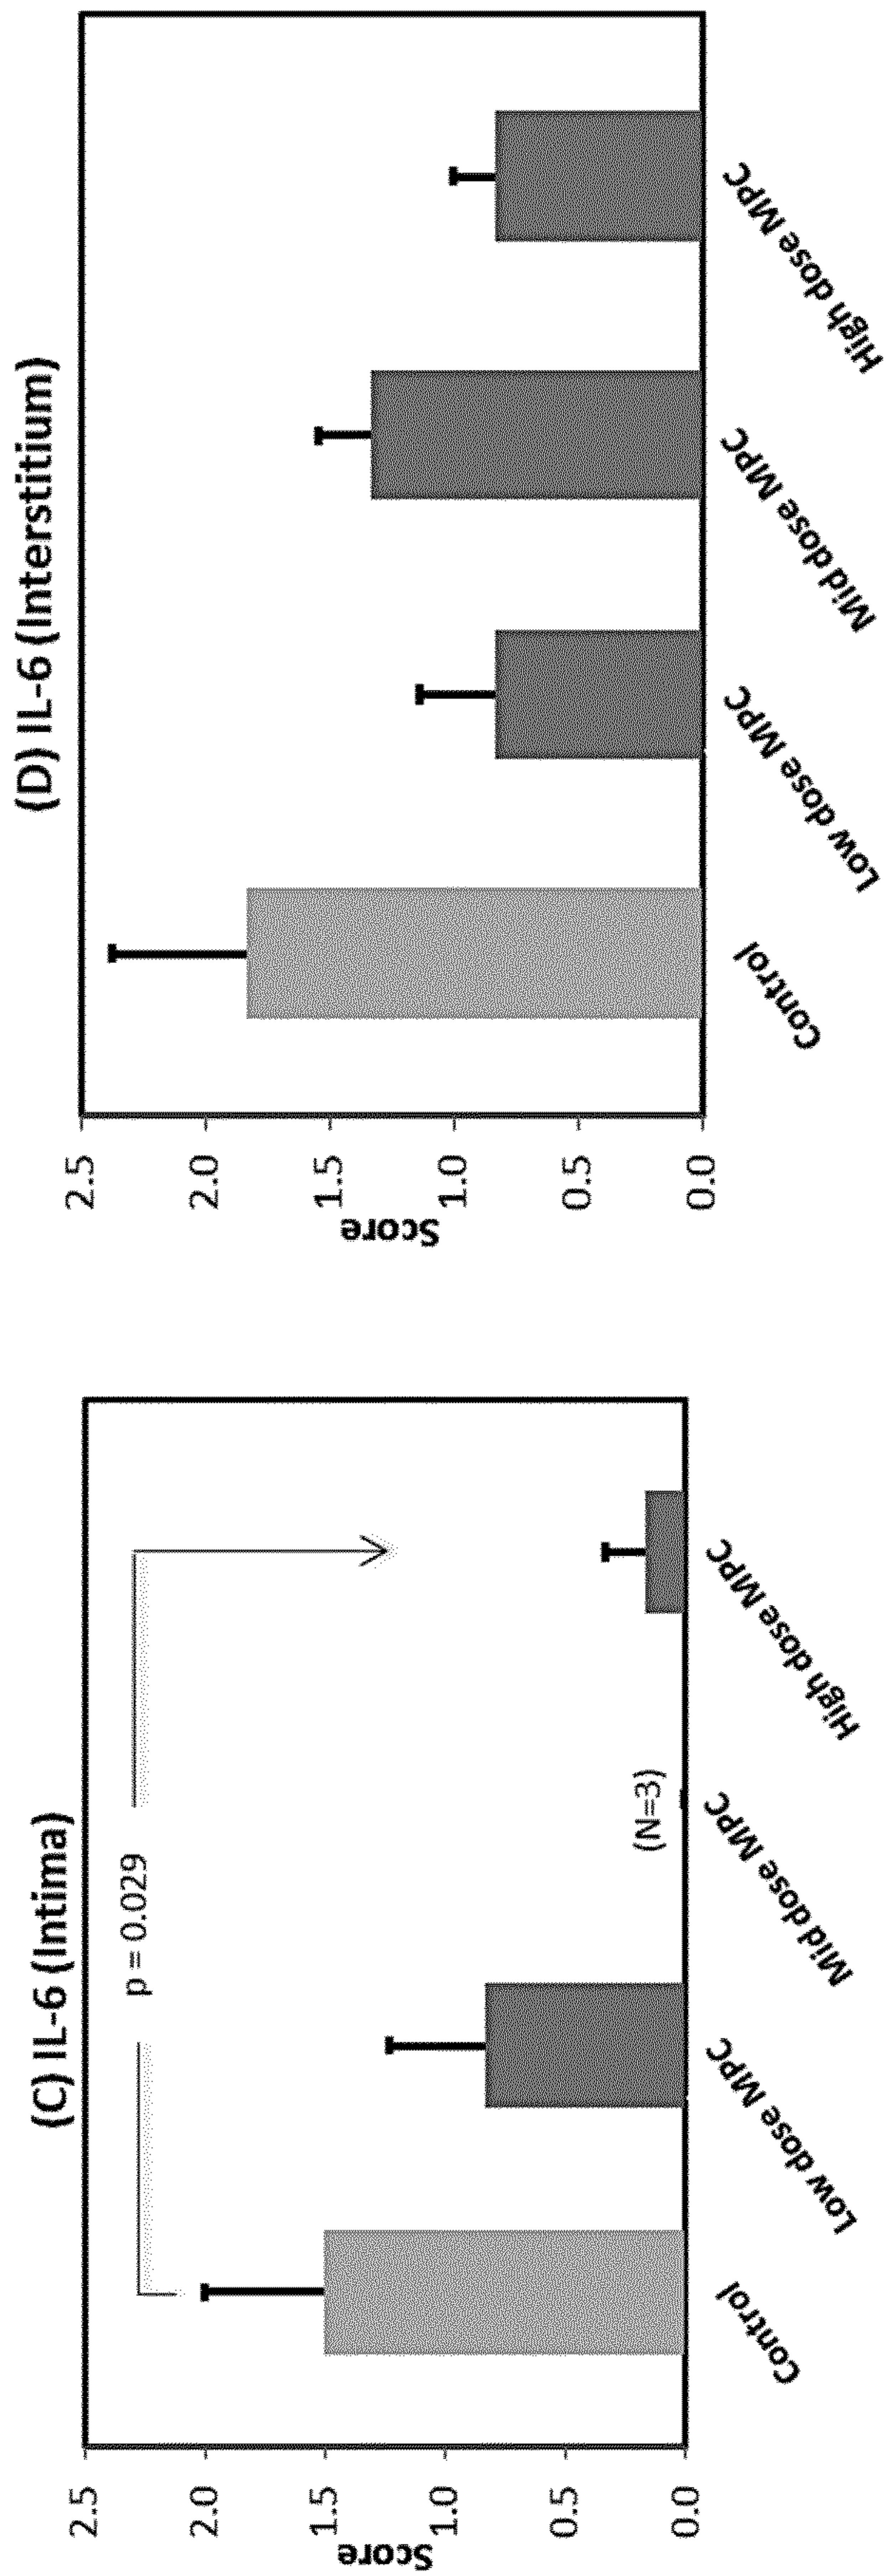 (C) IL-6 (Intima)
Score
2.5
2.0
1.5
1.0
0.5
0.0
p = 0.029
(N=3)
Control
Low dose MPC
Mid dose MPC
High dose MPC
(D) IL-6 (Interstitium)
Score
2.5
2.0
1.5
1.0
0.5
0.0
Control
Low dose MPC
Mid dose MPC
High dose MPC